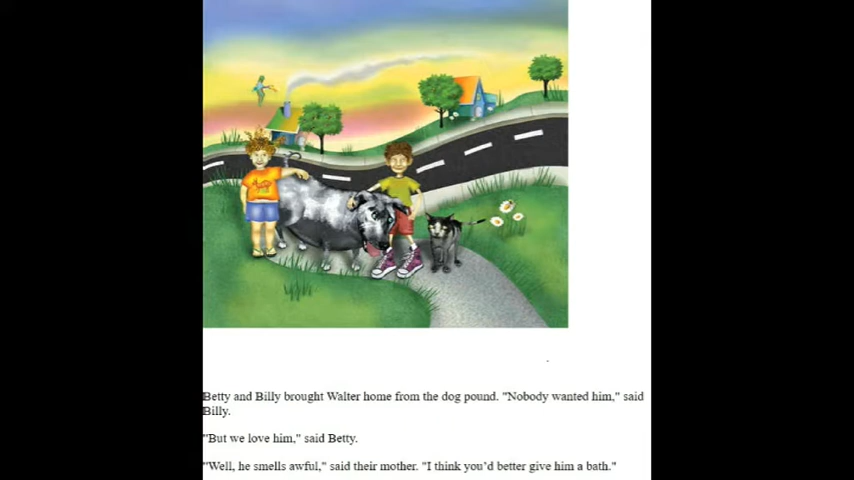 Betty and Billy brought Walter home from the dog pound. "Nobody wanted him," said
Billy.
"But we love him," said Betty.
"Well, he smells awful," said their mother. "I think you'd better give him a bath."